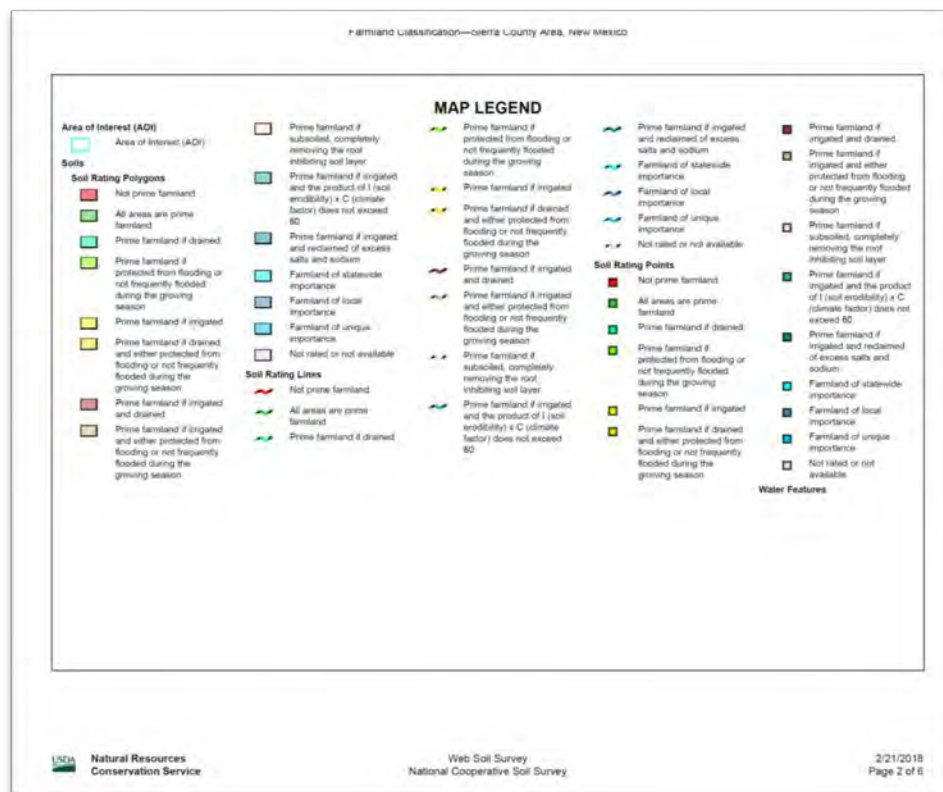 Farmland Classification—Sierra County Area, New Mexico
MAP LEGEND
Area of Interest (AOI)
Area of Interest (AOI)
Soils
Soil Rating Polygons
Not prime farmland
All areas are prime
farmland
Prime farmland if drained
Prime farmland if
protected from flooding or
not frequently flooded
during the growing
season
Prime farmland if irrigated
Prime farmland if drained
and either protected from
flooding or not frequently
flooded during the
growing season
Prime farmland if irrigated
and drained
Prime farmland if irrigated
and either protected from
flooding or not frequently
flooded during the
growing season
Prime farmland if
subsoiled, completely
removing the root
inhibiting soil layer
Prime farmland if irrigated
and the product of I (soil
erodibility) x C (climate
factor) does not exceed
60
Prime farmland if irrigated
and reclaimed of excess
salts and sodium
Farmland of statewide
importance
Farmland of local
importance
Farmland of unique
importance
Not rated or not available
Soil Rating Lines
Not prime farmland
All areas are prime
farmland
Prime farmland if drained
Prime farmland if
protected from flooding or
not frequently flooded
during the growing
season
Prime farmland if irrigated
Prime farmland if drained
and either protected from
flooding or not frequently
flooded during the
growing season
Prime farmland if irrigated
and drained
Prime farmland if irrigated
and either protected from
flooding or not frequently
flooded during the
growing season
Prime farmland if
subsoiled, completely
removing the root
inhibiting soil layer
Prime farmland if irrigated
and the product of I (soil
erodibility) x C (climate
factor) does not exceed
60
Prime farmland if irrigated
and reclaimed of excess
salts and sodium
Farmland of statewide
importance
Farmland of local
importance
Farmland of unique
importance
Not rated or not available
Soil Rating Points
Not prime farmland
All areas are prime
farmland
Prime farmland if drained
Prime farmland if
protected from flooding or
not frequently flooded
during the growing
season
Prime farmland if irrigated
Prime farmland if drained
and either protected from
flooding or not frequently
flooded during the
growing season
Prime farmland if
irrigated and drained
Prime farmland if
irrigated and either
protected from flooding
or not frequently flooded
during the growing
season
Prime farmland if
subsoiled, completely
removing the root
inhibiting soil layer
Prime farmland if
irrigated and the product
of I (soil erodibility) x C
(climate factor) does not
exceed 60
Prime farmland if
irrigated and reclaimed
of excess salts and
sodium
Farmland of statewide
importance
Farmland of local
importance
Farmland of unique
importance
Not rated or not
available
Water Features
USDA Natural Resources
Conservation Service
Web Soil Survey
National Cooperative Soil Survey
2/21/2018
Page 2 of 6